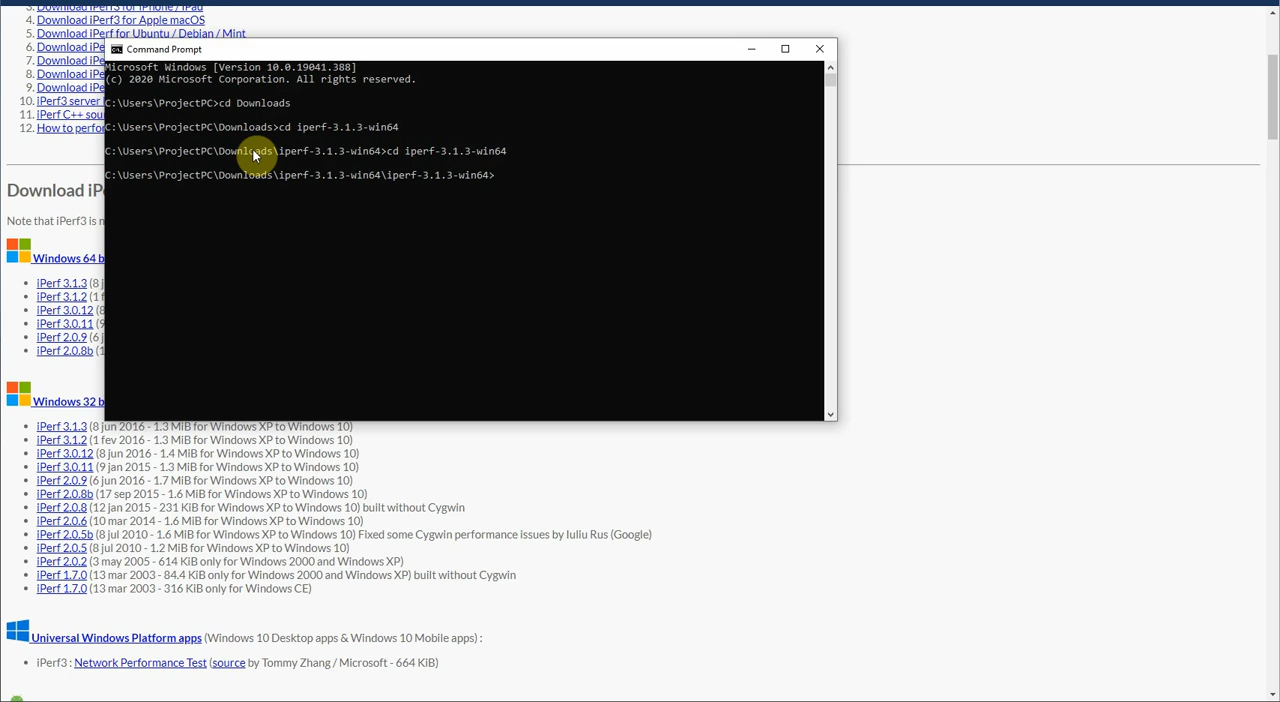 3. Download iPerf3 for iPhone / iPad
4. Download iPerf3 for Apple macOS
5. Download iPerf for Ubuntu / Debian / Mint
6. Download iPe
7. Download iPe
8. Download iPe
9. Download iPe
10. iPerf3 server
11. iPerf C++ sou
12. How to perfo
Command Prompt
Microsoft Windows [Version 10.0.19041.388]
(c) 2020 Microsoft Corporation. All rights reserved.
C:\Users\ProjectPC>cd Downloads
C:\Users\ProjectPC\Downloads>cd iperf-3.1.3-win64
C:\Users\ProjectPC\Downloads\iperf-3.1.3-win64>cd iperf-3.1.3-win64
C:\Users\ProjectPC\Downloads\iperf-3.1.3-win64\iperf-3.1.3-win64>
Download iPe
Note that iPerf3 is n
Windows 64 b
iPerf 3.1.3 (8 j
iPerf 3.1.2 (1 f
iPerf 3.0.12 (8
iPerf 3.0.11 (9
iPerf 2.0.9 (6 j
iPerf 2.0.8b (1
Windows 32 b
iPerf 3.1.3 (8 jun 2016 - 1.3 MiB for Windows XP to Windows 10)
iPerf 3.1.2 (1 fev 2016 - 1.3 MiB for Windows XP to Windows 10)
iPerf 3.0.12 (8 jun 2016 - 1.4 MiB for Windows XP to Windows 10)
iPerf 3.0.11 (9 jan 2015 - 1.3 MiB for Windows XP to Windows 10)
iPerf 2.0.9 (6 jun 2016 - 1.7 MiB for Windows XP to Windows 10)
iPerf 2.0.8b (17 sep 2015 - 1.6 MiB for Windows XP to Windows 10)
iPerf 2.0.8 (12 jan 2015 - 231 KiB for Windows XP to Windows 10) built without Cygwin
iPerf 2.0.6 (10 mar 2014 - 1.6 MiB for Windows XP to Windows 10)
iPerf 2.0.5b (8 jul 2010 - 1.6 MiB for Windows XP to Windows 10) Fixed some Cygwin performance issues by Iuliu Rus (Google)
iPerf 2.0.5 (8 jul 2010 - 1.2 MiB for Windows XP to Windows 10)
iPerf 2.0.2 (3 may 2005 - 614 KiB only for Windows 2000 and Windows XP)
iPerf 1.7.0 (13 mar 2003 - 84.4 KiB only for Windows 2000 and Windows XP) built without Cygwin
iPerf 1.7.0 (13 mar 2003 - 316 KiB only for Windows CE)
Universal Windows Platform apps (Windows 10 Desktop apps & Windows 10 Mobile apps) :
iPerf3 : Network Performance Test (source by Tommy Zhang / Microsoft - 664 KiB)